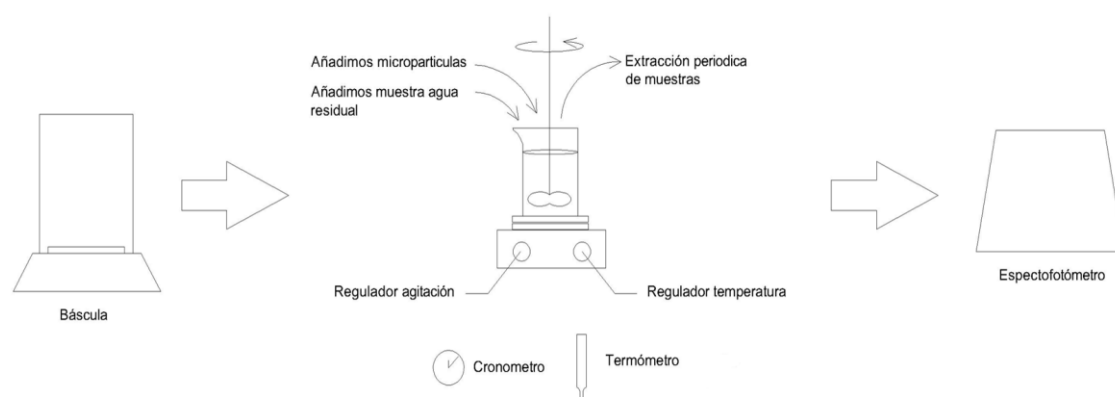 Añadimos microparticulas
Añadimos muestra agua
residual
Extracción periodica
de muestras
Regulador agitación
Regulador temperatura
Báscula
Espectofotómetro
Cronometro
Termómetro